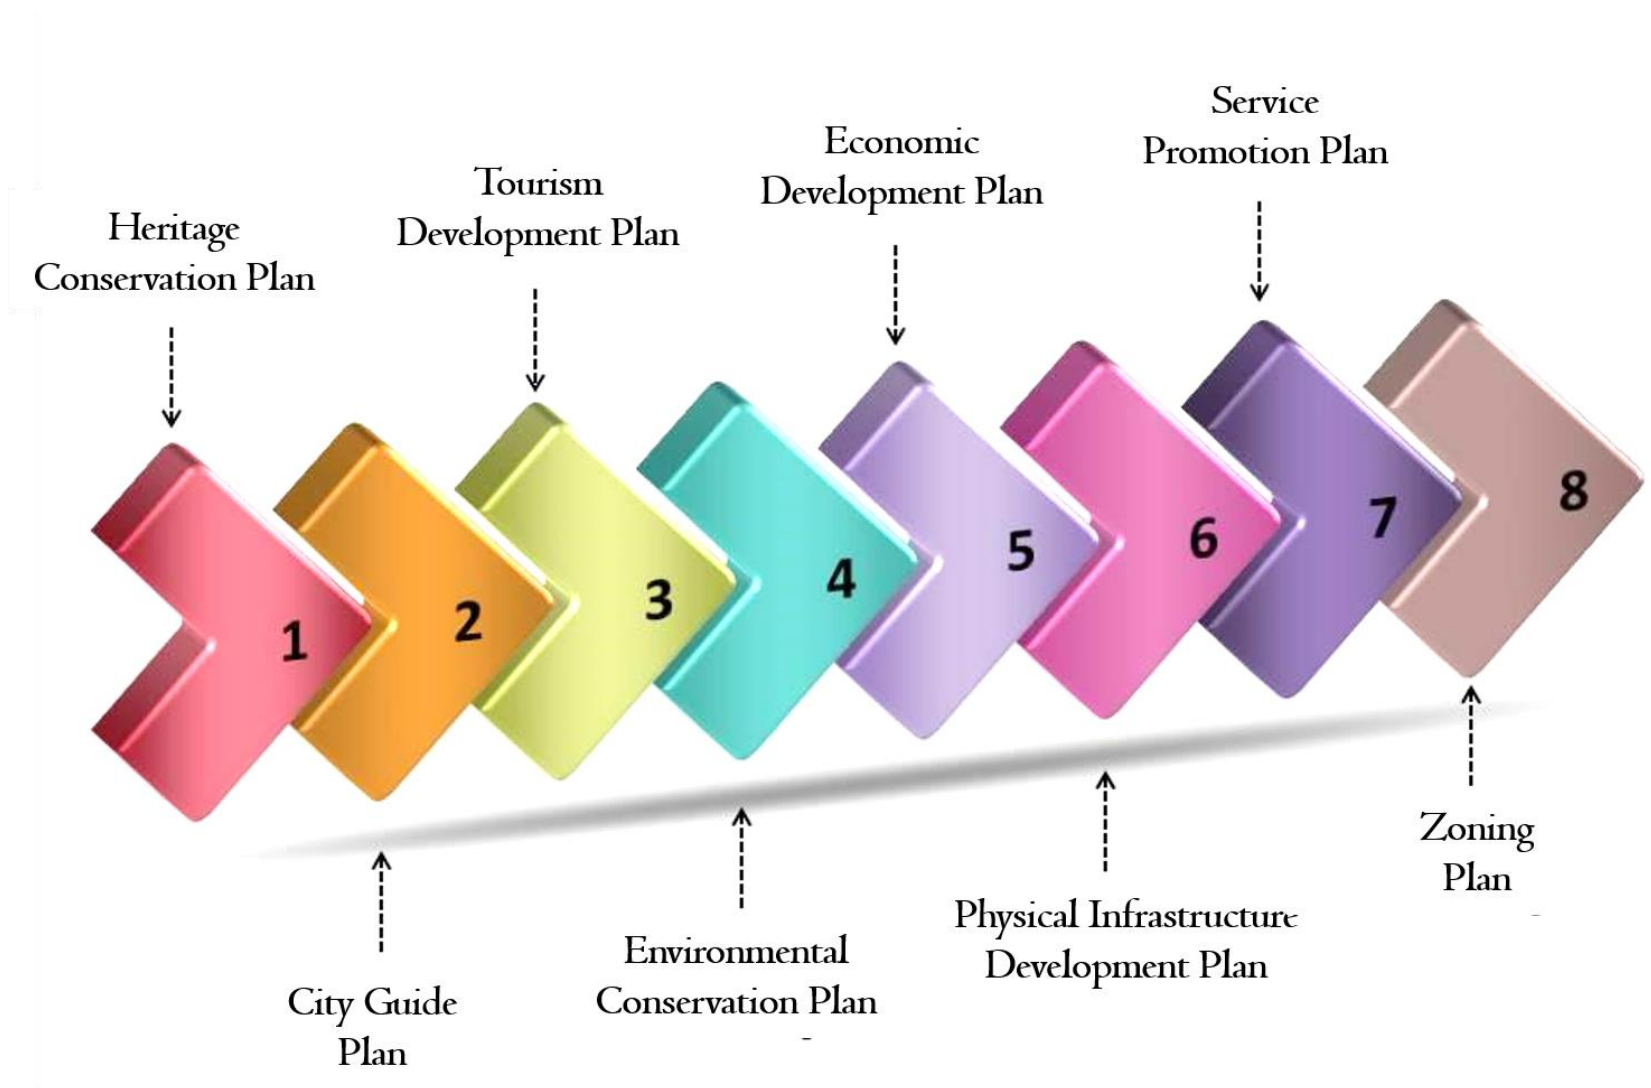 Service
Promotion Plan
Economic
Development Plan
Tourism
Development Plan
Heritage
Conservation Plan
1
2
3
4
5
6
7
8
Zoning
Plan
Physical Infrastructure
Development Plan
Environmental
Conservation Plan
City Guide
Plan